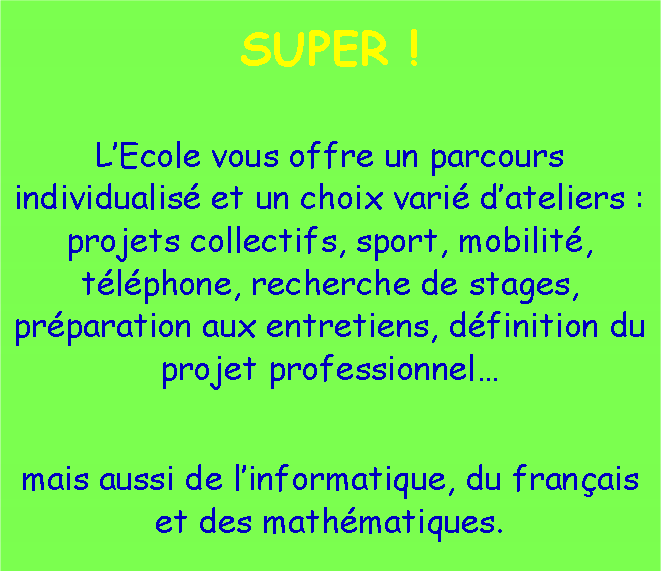 SUPER !
L’Ecole vous offre un parcours
individualisé et un choix varié d’ateliers :
projets collectifs, sport, mobilité,
téléphone, recherche de stages,
préparation aux entretiens, définition du
projet professionnel…
mais aussi de l’informatique, du français
et des mathématiques.